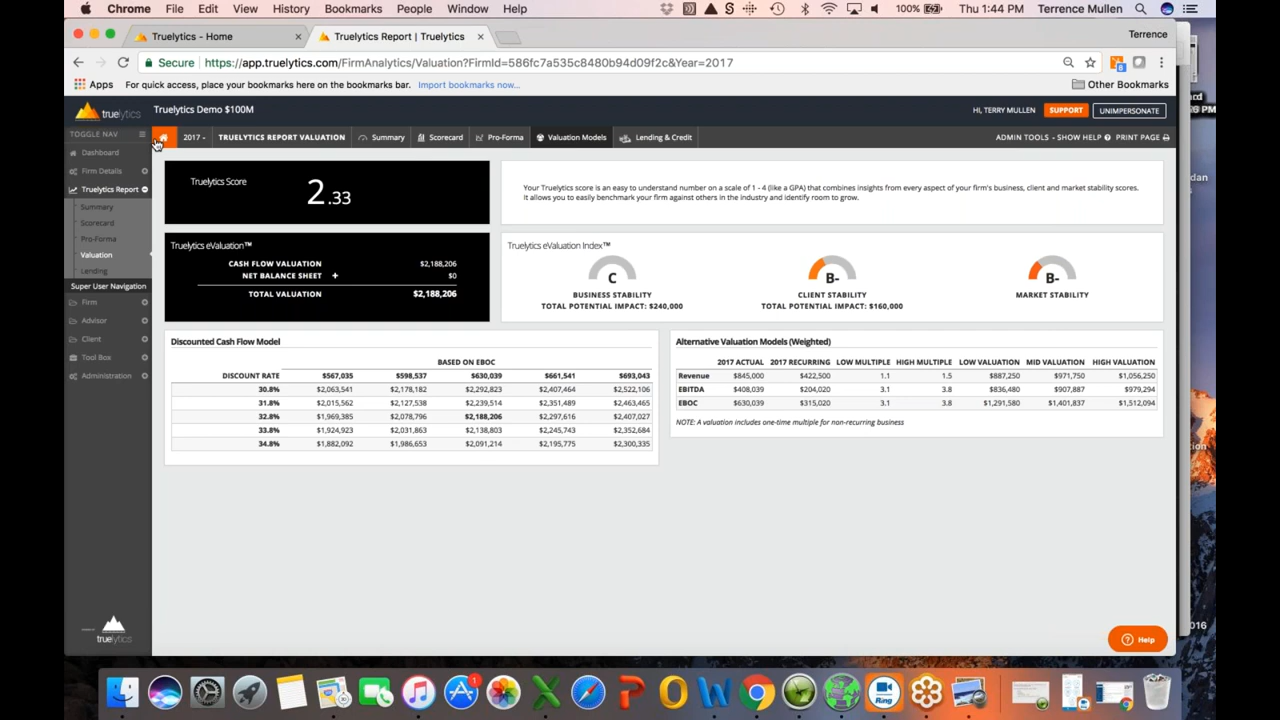 Chrome File Edit View History Bookmarks People Window Help 100% Thu 1:44 PM Terrence Mullen
Truelytics - Home Truelytics Report | Truelytics Terrence
Secure https://app.truelytics.com/FirmAnalytics/Valuation?FirmId=586fc7a535c8480b94d09f2c&Year=2017
Apps For quick access, place your bookmarks here on the bookmarks bar. Import bookmarks now... Other Bookmarks
truelytics Truelytics Demo $100M HI, TERRY MULLEN SUPPORT UNIMPERSONATE
TOGGLE NAV 2017 TRUELYTICS REPORT VALUATION Summary Scorecard Pro-Forma Valuation Models Lending & Credit ADMIN TOOLS SHOW HELP PRINT PAGE
Dashboard
Firm Details
Truelytics Report
Summary
Scorecard
Pro-Forma
Valuation
Lending
Super User Navigation
Firm
Advisor
Client
Tool Box
Administration
truelytics
Truelytics Score 2.33
Your Truelytics score is an easy to understand number on a scale of 1 - 4 (like a GPA) that combines insights from every aspect of your firm's business, client and market stability scores.
It allows you to easily benchmark your firm against others in the industry and identify room to grow.
Truelytics eValuation™
CASH FLOW VALUATION $2,188,206
NET BALANCE SHEET + $0
TOTAL VALUATION $2,188,206
Truelytics eValuation Index™
C B- B-
BUSINESS STABILITY CLIENT STABILITY MARKET STABILITY
TOTAL POTENTIAL IMPACT: $240,000 TOTAL POTENTIAL IMPACT: $160,000
Discounted Cash Flow Model
BASED ON EBOC
DISCOUNT RATE $567,035 $598,537 $630,039 $661,541 $693,043
30.8% $2,063,541 $2,178,182 $2,292,823 $2,407,464 $2,522,106
31.8% $2,015,562 $2,127,538 $2,239,514 $2,351,489 $2,463,465
32.8% $1,969,385 $2,078,796 $2,188,206 $2,297,616 $2,407,027
33.8% $1,924,923 $2,031,863 $2,138,803 $2,245,743 $2,352,684
34.8% $1,882,092 $1,986,653 $2,091,214 $2,195,775 $2,300,335
Alternative Valuation Models (Weighted)
2017 ACTUAL 2017 RECURRING LOW MULTIPLE HIGH MULTIPLE LOW VALUATION MID VALUATION HIGH VALUATION
Revenue $845,000 $422,500 1.1 1.5 $887,250 $971,750 $1,056,250
EBITDA $408,039 $204,020 3.1 3.8 $836,480 $907,887 $979,294
EBOC $630,039 $315,020 3.1 3.8 $1,291,580 $1,401,837 $1,512,094
NOTE: A valuation includes one-time multiple for non-recurring business
Help
Ring